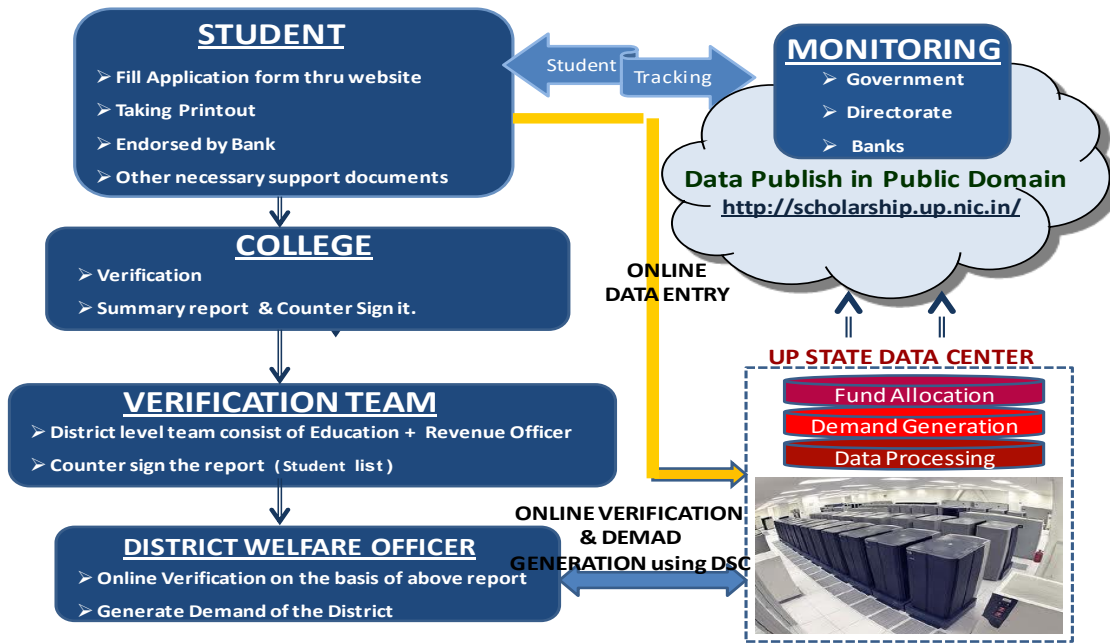 STUDENT
➢ Fill Application form thru website
➢ Taking Printout
➢ Endorsed by Bank
➢ Other necessary support documents
Student
Tracking
MONITORING
➢ Government
➢ Directorate
➢ Banks
Data Publish in Public Domain
http://scholarship.up.nic.in/
COLLEGE
➢ Verification
➢ Summary report & Counter Sign it.
ONLINE
DATA ENTRY
VERIFICATION TEAM
➢ District level team consist of Education + Revenue Officer
➢ Counter sign the report (Student list)
UP STATE DATA CENTER
Fund Allocation
Demand Generation
Data Processing
ONLINE VERIFICATION
& DEMAD
GENERATION using DSC
DISTRICT WELFARE OFFICER
➢ Online Verification on the basis of above report
➢ Generate Demand of the District